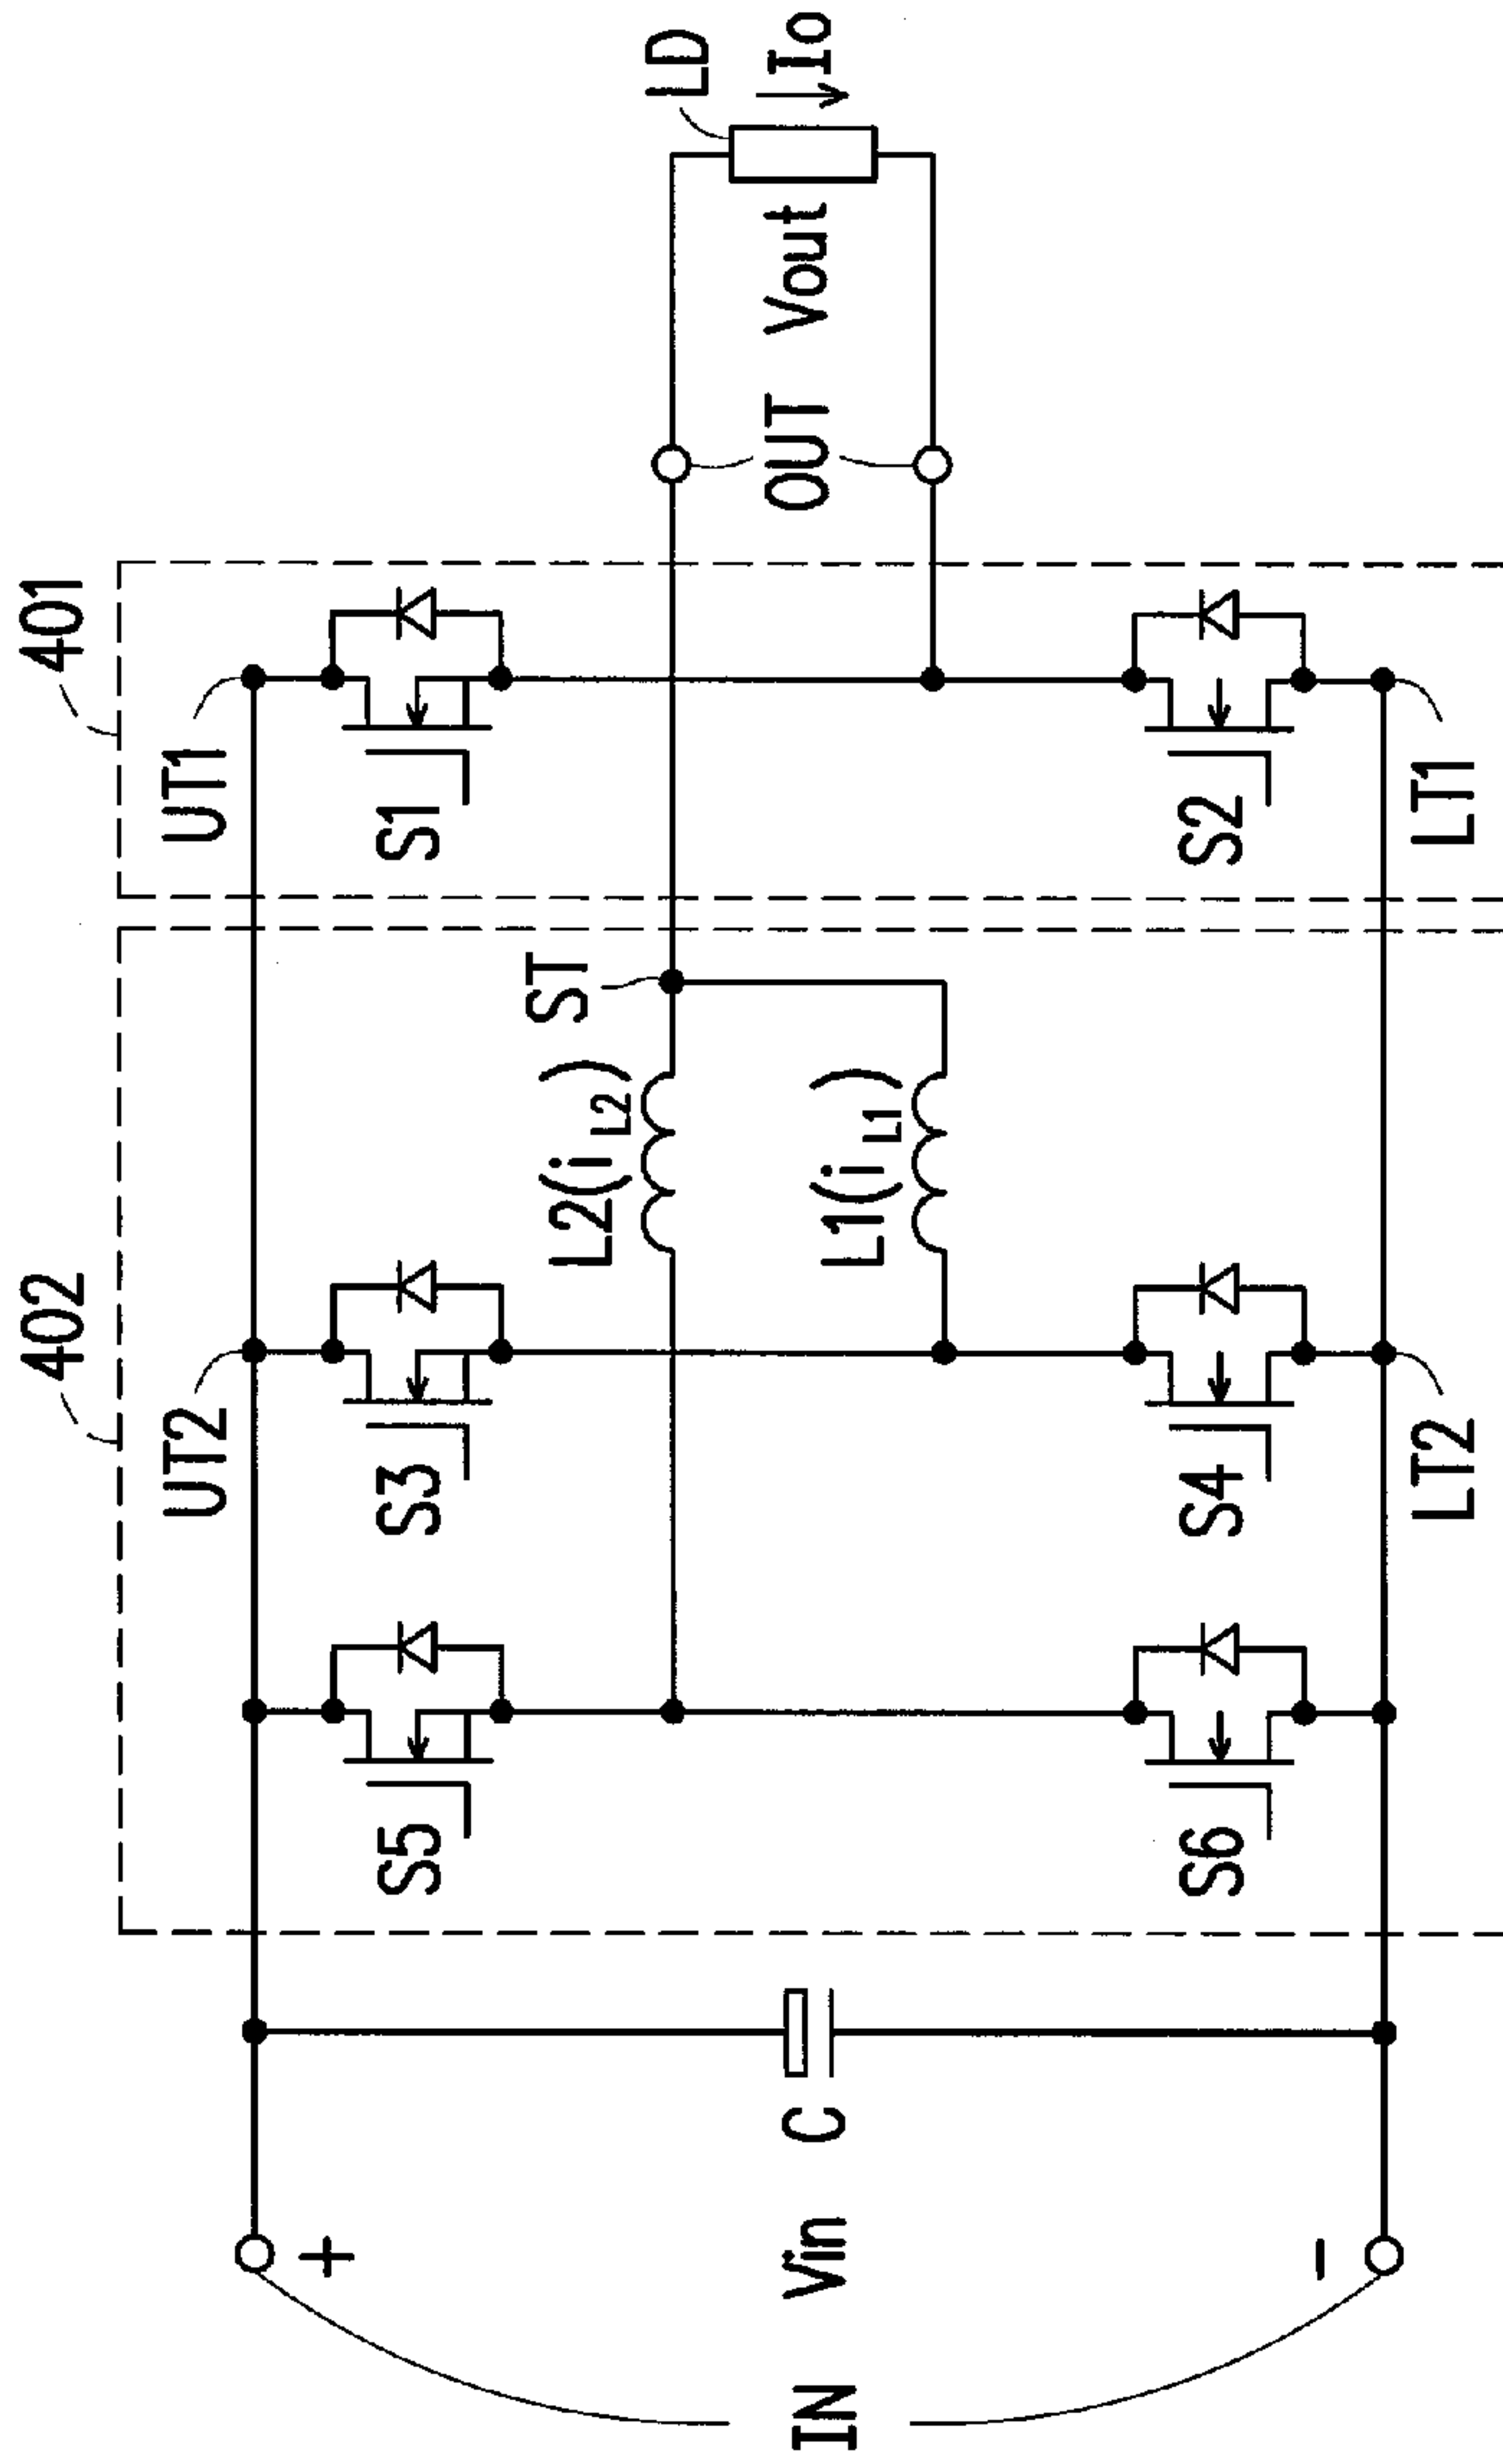 402
401
UT2
UT1
S5
S3
S1
ST
LD
L2(iL2)
IN
Vin
C
+
-
L1(iL1)
OUT
Vout
Io
S6
S4
S2
LT2
LT1